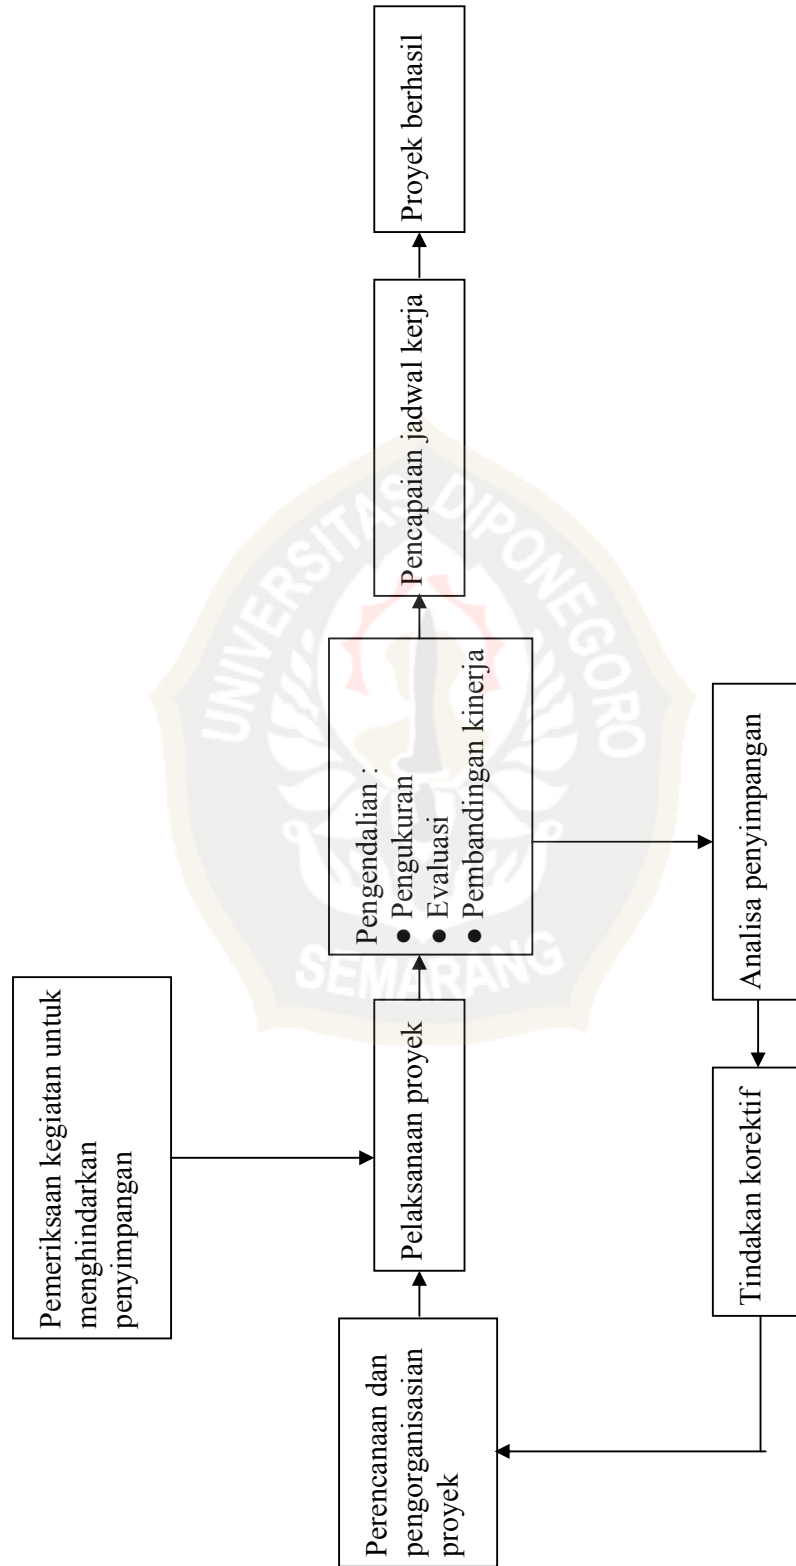 Pemeriksaan kegiatan untuk
menghindarkan
penyimpangan
Perencanaan dan
pengorganisasian
proyek
Pelaksanaan proyek
Pengendalian :
● Pengukuran
● Evaluasi
● Pembandingan kinerja
Pencapaian jadwal kerja
Proyek berhasil
Tindakan korektif
Analisa penyimpangan
UNIVERSITAS DIPONEGORO
SEMARANG